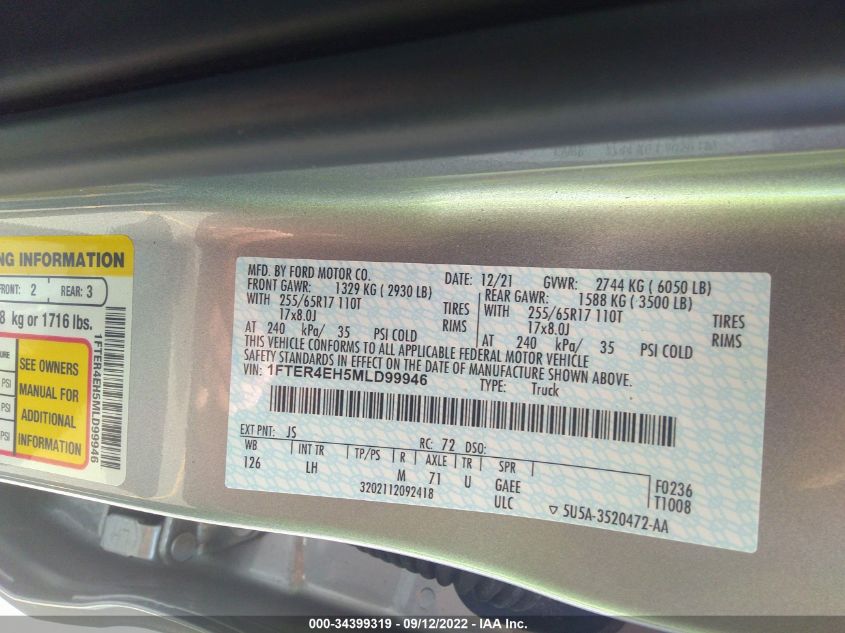 NG INFORMATION
FRONT: 2 REAR: 3
8 kg or 1716 lbs.
SEE OWNERS
MANUAL FOR
ADDITIONAL
INFORMATION
PSI
PSI
PSI
1FTER4EH5MLD99946
MFD. BY FORD MOTOR CO. DATE: 12/21 GVWR: 2744 KG ( 6050 LB)
FRONT GAWR: 1329 KG ( 2930 LB) REAR GAWR: 1588 KG ( 3500 LB)
WITH 255/65R17 110T TIRES WITH 255/65R17 110T TIRES
17x8.0J RIMS 17x8.0J RIMS
AT 240 kPa/ 35 PSI COLD AT 240 kPa/ 35 PSI COLD
THIS VEHICLE CONFORMS TO ALL APPLICABLE FEDERAL MOTOR VEHICLE
SAFETY STANDARDS IN EFFECT ON THE DATE OF MANUFACTURE SHOWN ABOVE.
VIN: 1FTER4EH5MLD99946 TYPE: Truck
EXT PNT: JS RC: 72 DSO:
WB INT TR TP/PS R AXLE TR SPR
126 LH M 71 U GAEE
ULC
3202112092418
F0236
T1008
▽ 5U5A-3520472-AA
000-34399319 - 09/12/2022 - IAA Inc.